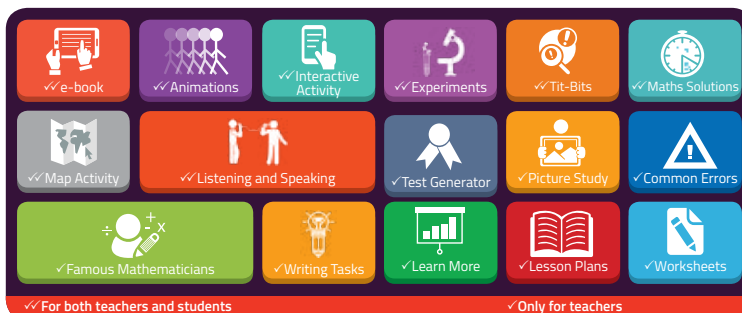 ✓✓e-book
✓✓Animations
✓✓Interactive
Activity
✓✓Experiments
✓✓Tit-Bits
✓✓Maths Solutions
✓✓Map Activity
✓✓Listening and Speaking
✓Test Generator
✓Picture Study
✓Common Errors
✓Famous Mathematicians
✓Writing Tasks
✓Learn More
✓Lesson Plans
✓Worksheets
✓✓For both teachers and students
✓Only for teachers